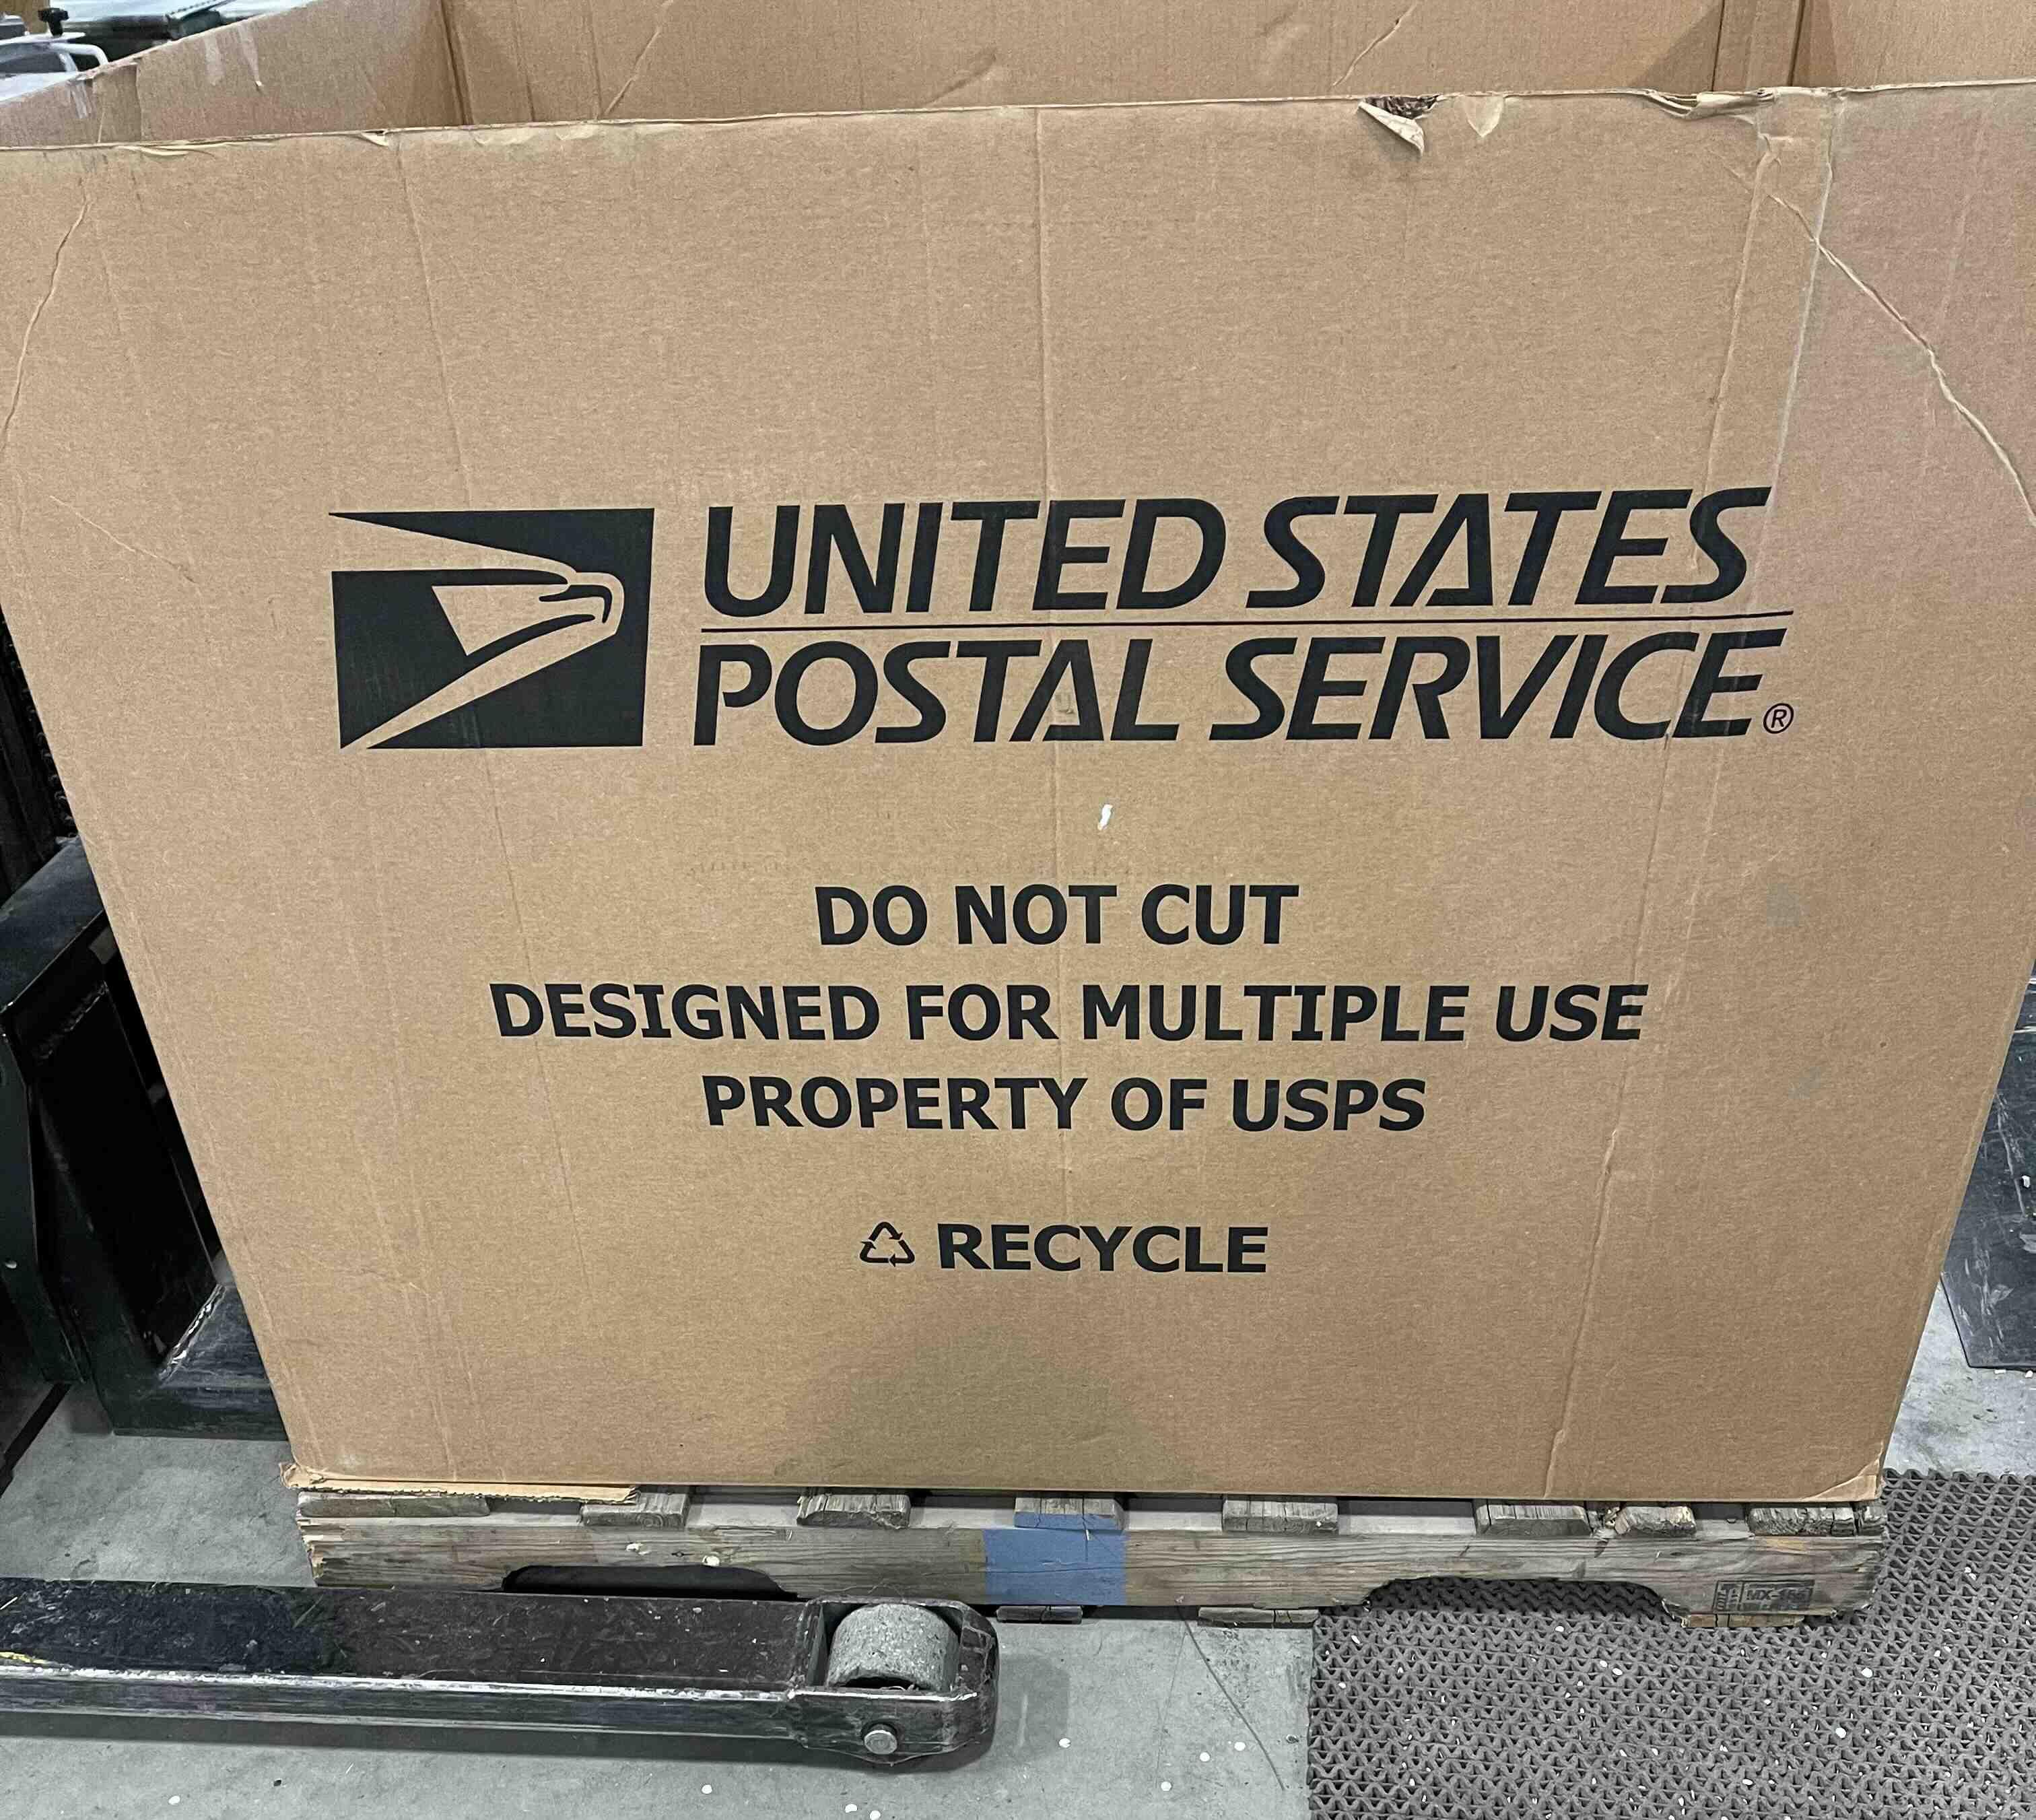 UNITED STATES
POSTAL SERVICE®
DO NOT CUT
DESIGNED FOR MULTIPLE USE
PROPERTY OF USPS
RECYCLE